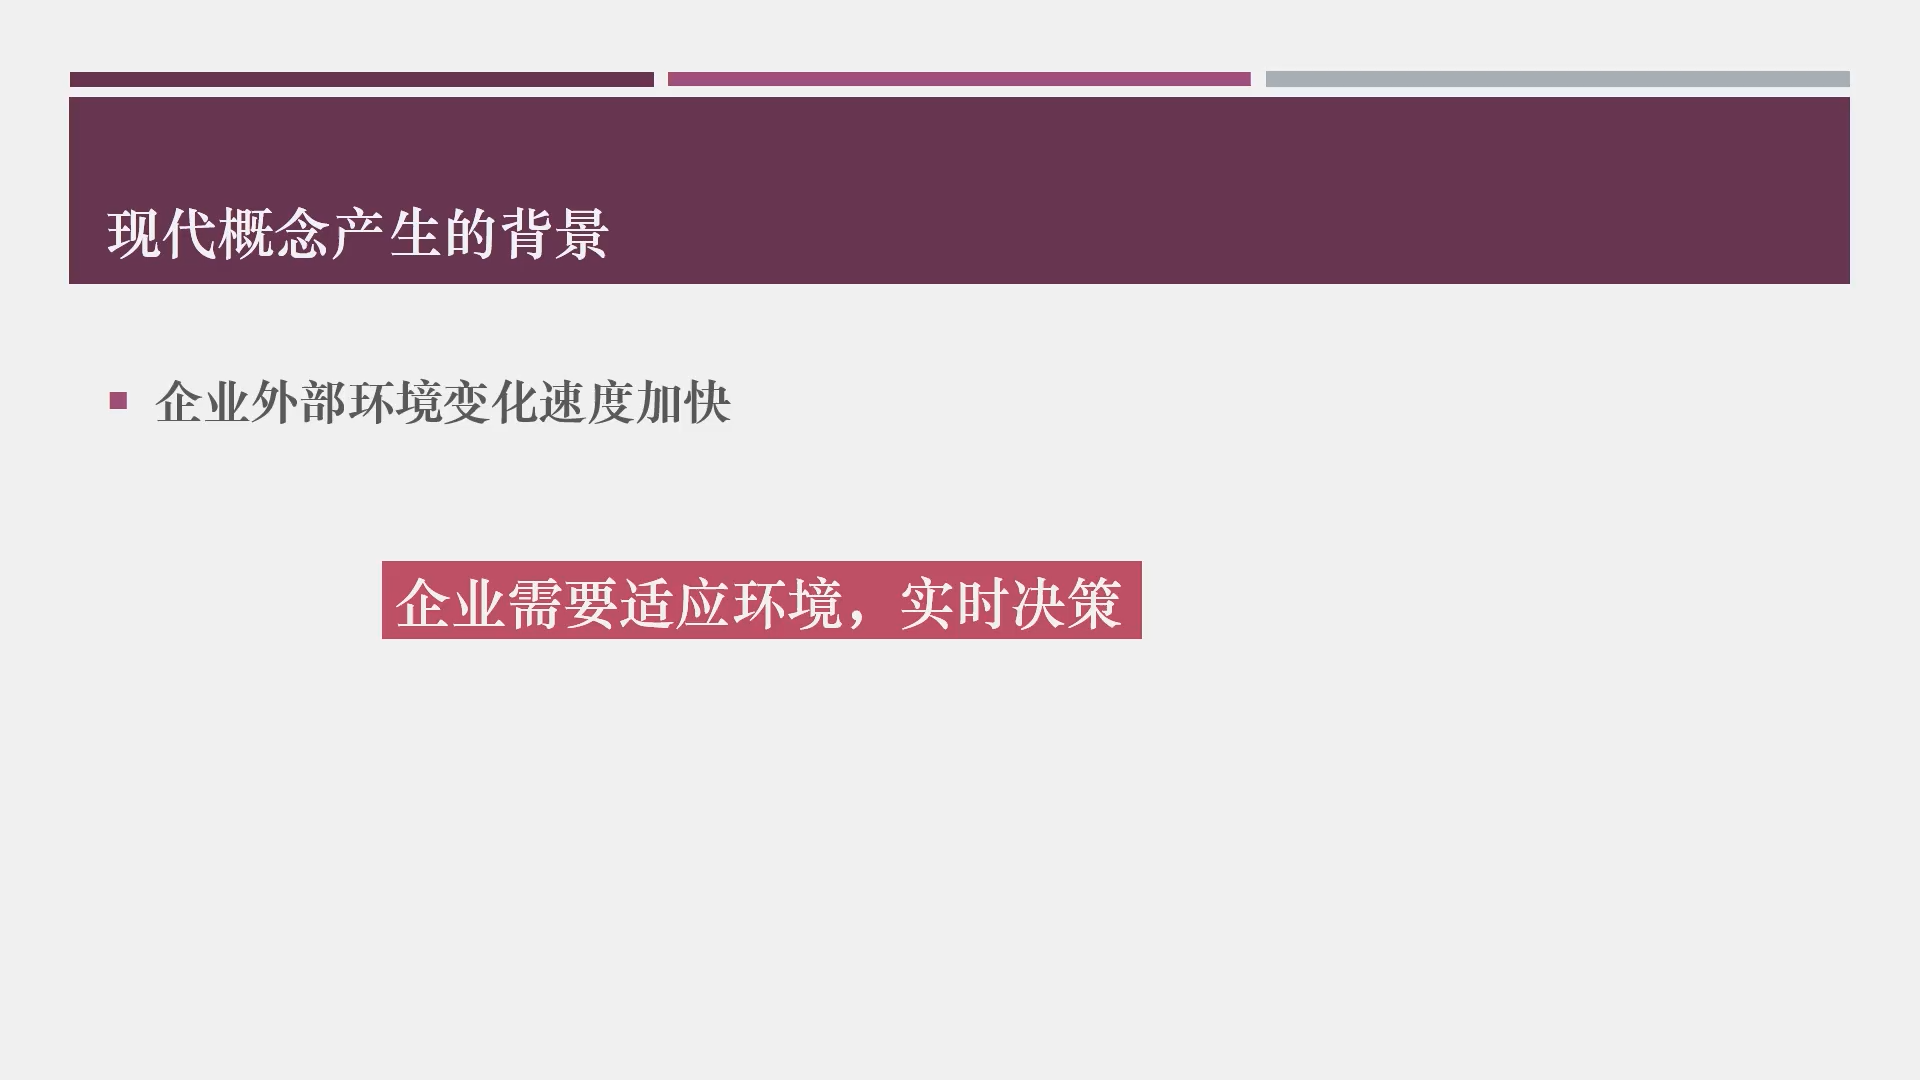 现代概念产生的背景
企业外部环境变化速度加快
企业需要适应环境，实时决策